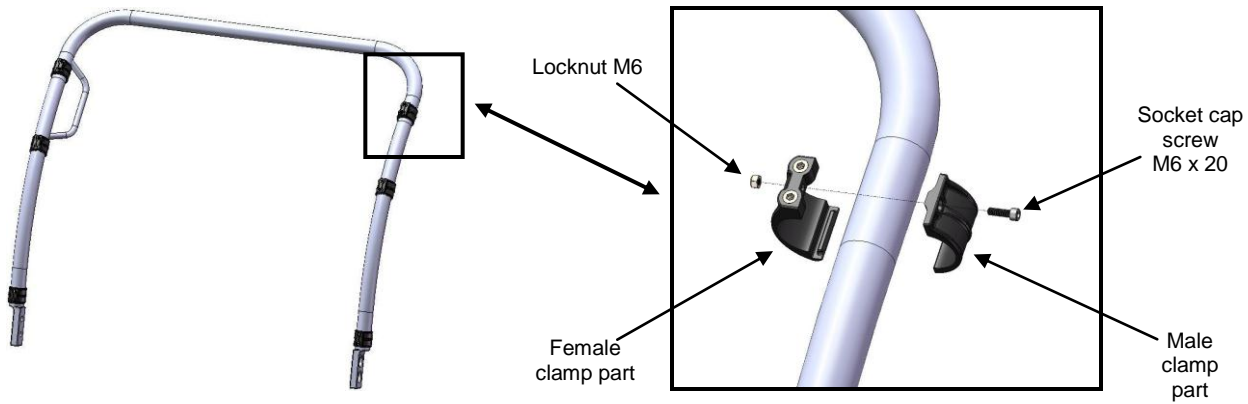 Locknut M6
Socket cap
screw
M6 x 20
Female
clamp part
Male
clamp
part